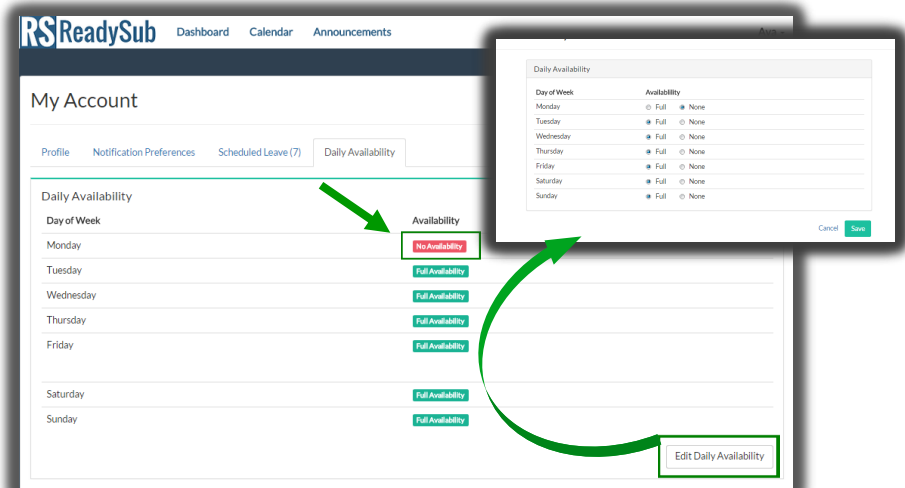 RS ReadySub Dashboard Calendar Announcements
My Account
Profile Notification Preferences Scheduled Leave (7) Daily Availability
Daily Availability
Day of Week Availability
Monday No Availability
Tuesday Full Availability
Wednesday Full Availability
Thursday Full Availability
Friday Full Availability
Saturday Full Availability
Sunday Full Availability
Edit Daily Availability
Daily Availability
Day of Week Availability
Monday Full None
Tuesday Full None
Wednesday Full None
Thursday Full None
Friday Full None
Saturday Full None
Sunday Full None
Cancel Save